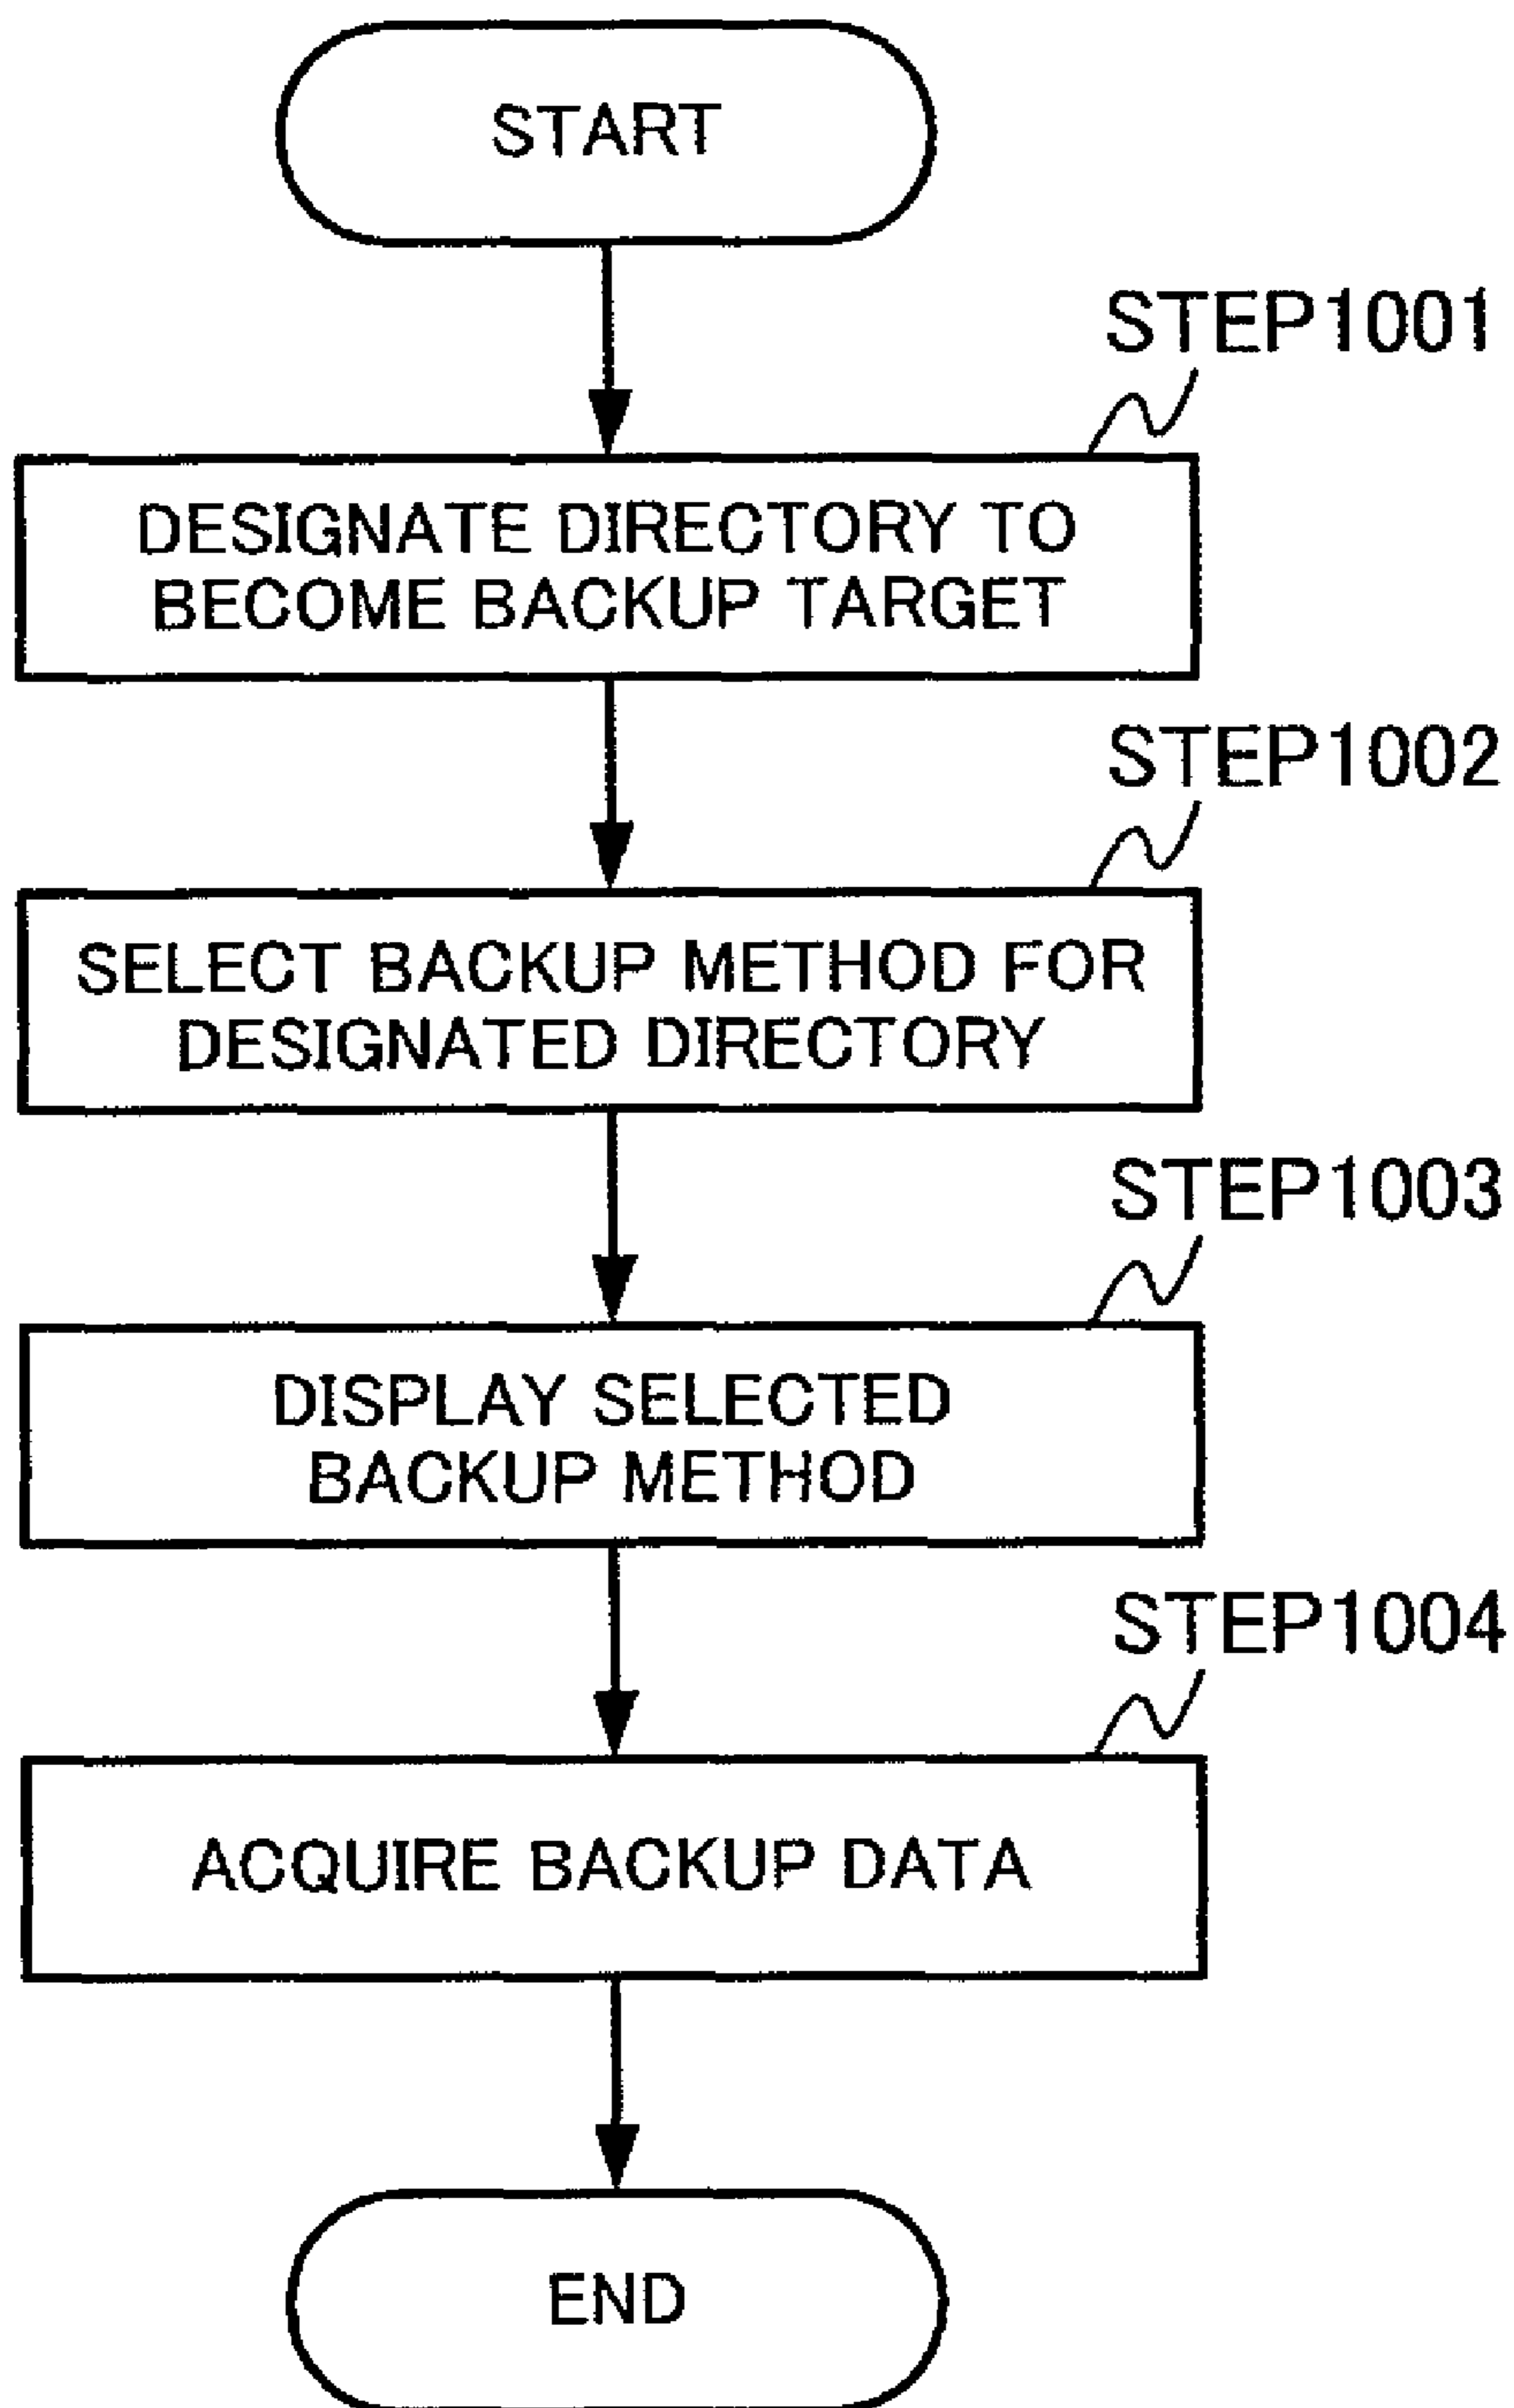 START
STEP1001
DESIGNATE DIRECTORY TO
BECOME BACKUP TARGET
STEP1002
SELECT BACKUP METHOD FOR
DESIGNATED DIRECTORY
STEP1003
DISPLAY SELECTED
BACKUP METHOD
STEP1004
ACQUIRE BACKUP DATA
END